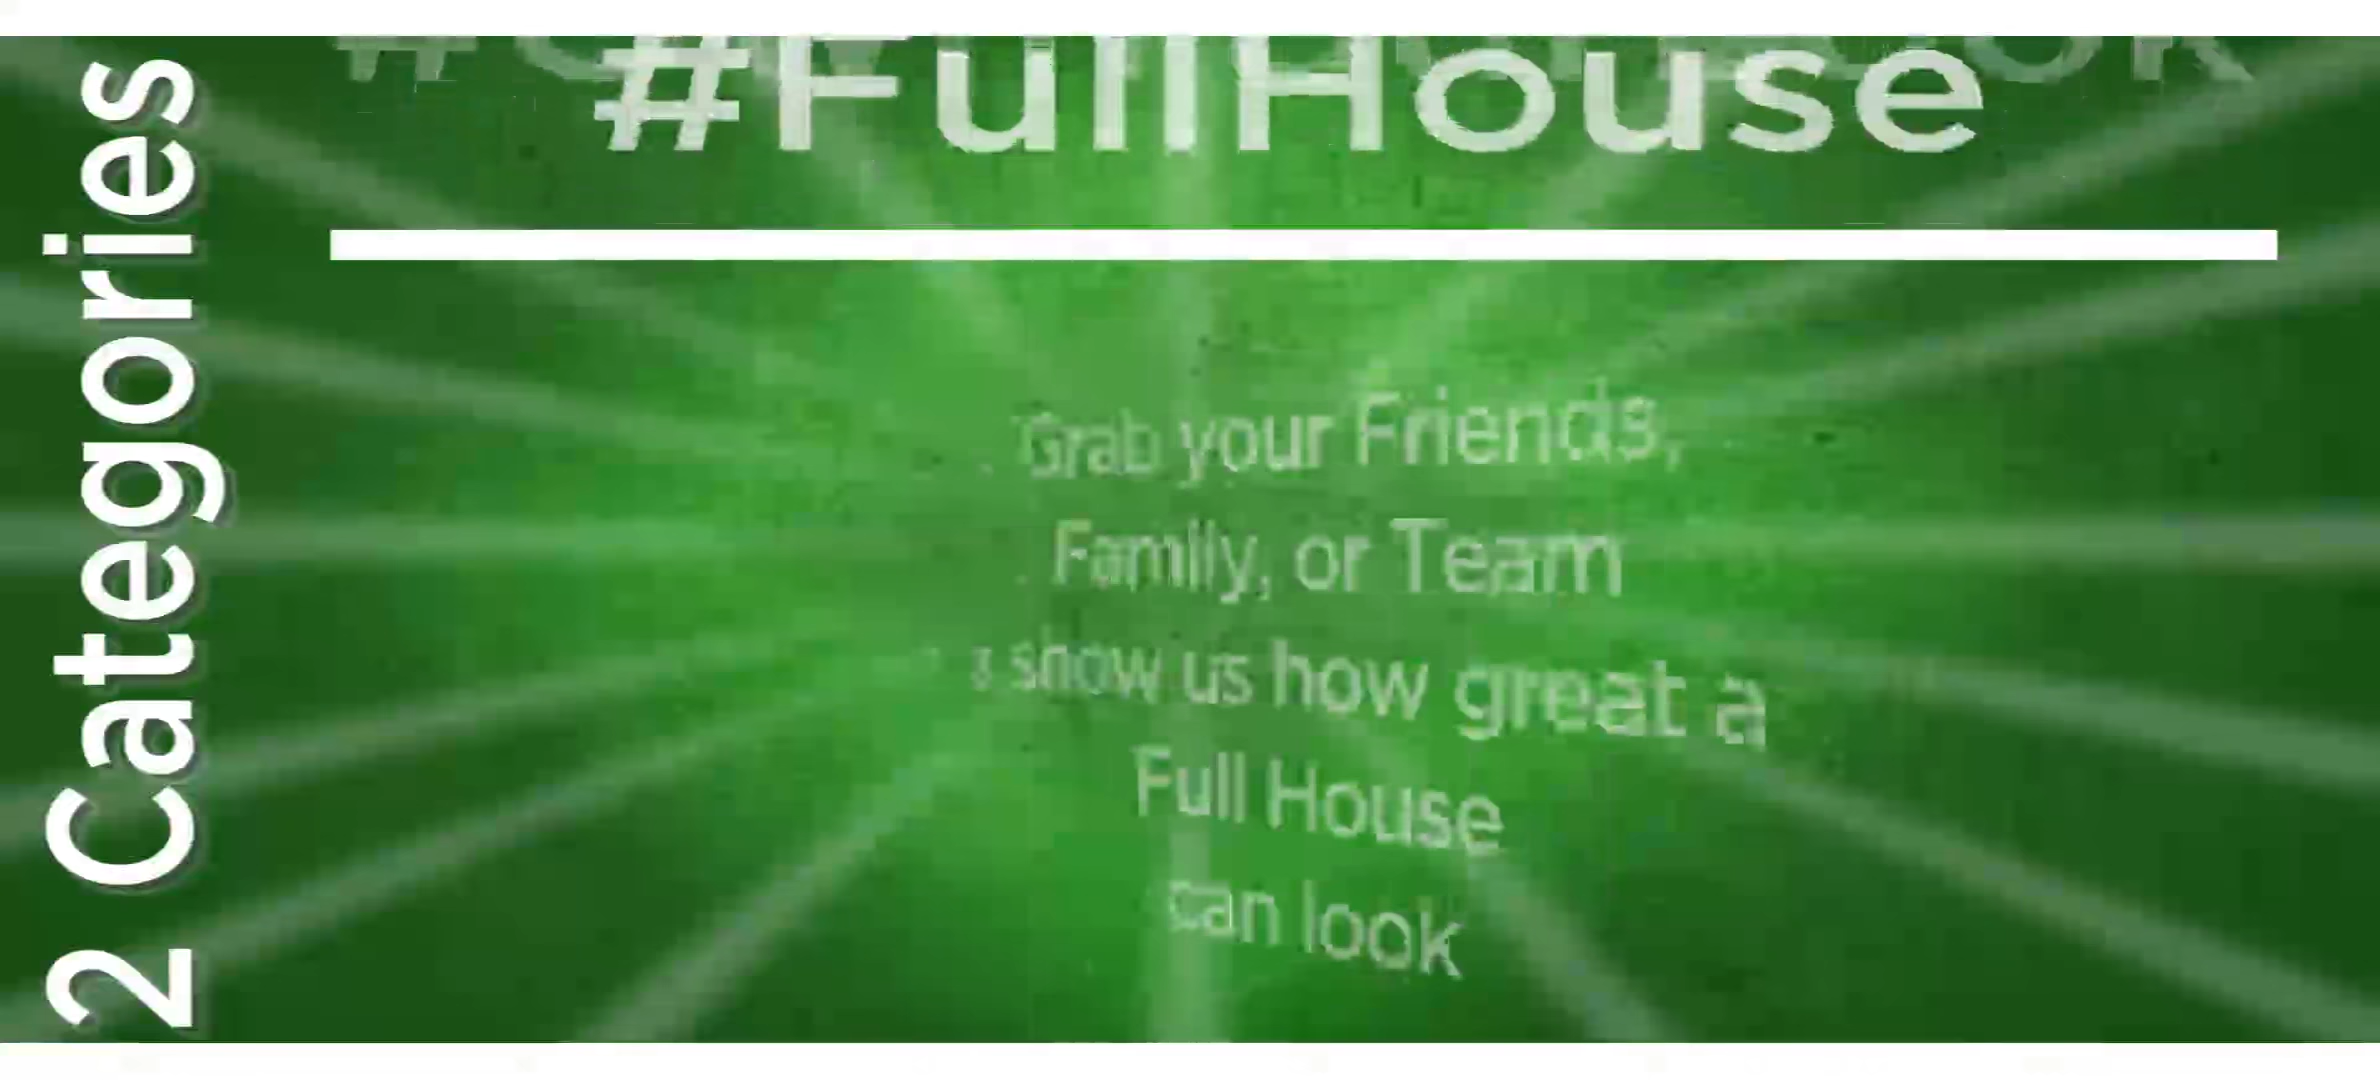 2 Categories
#FullHouse
Grab your Friends,
Family, or Team
show us how great a
Full House
can look